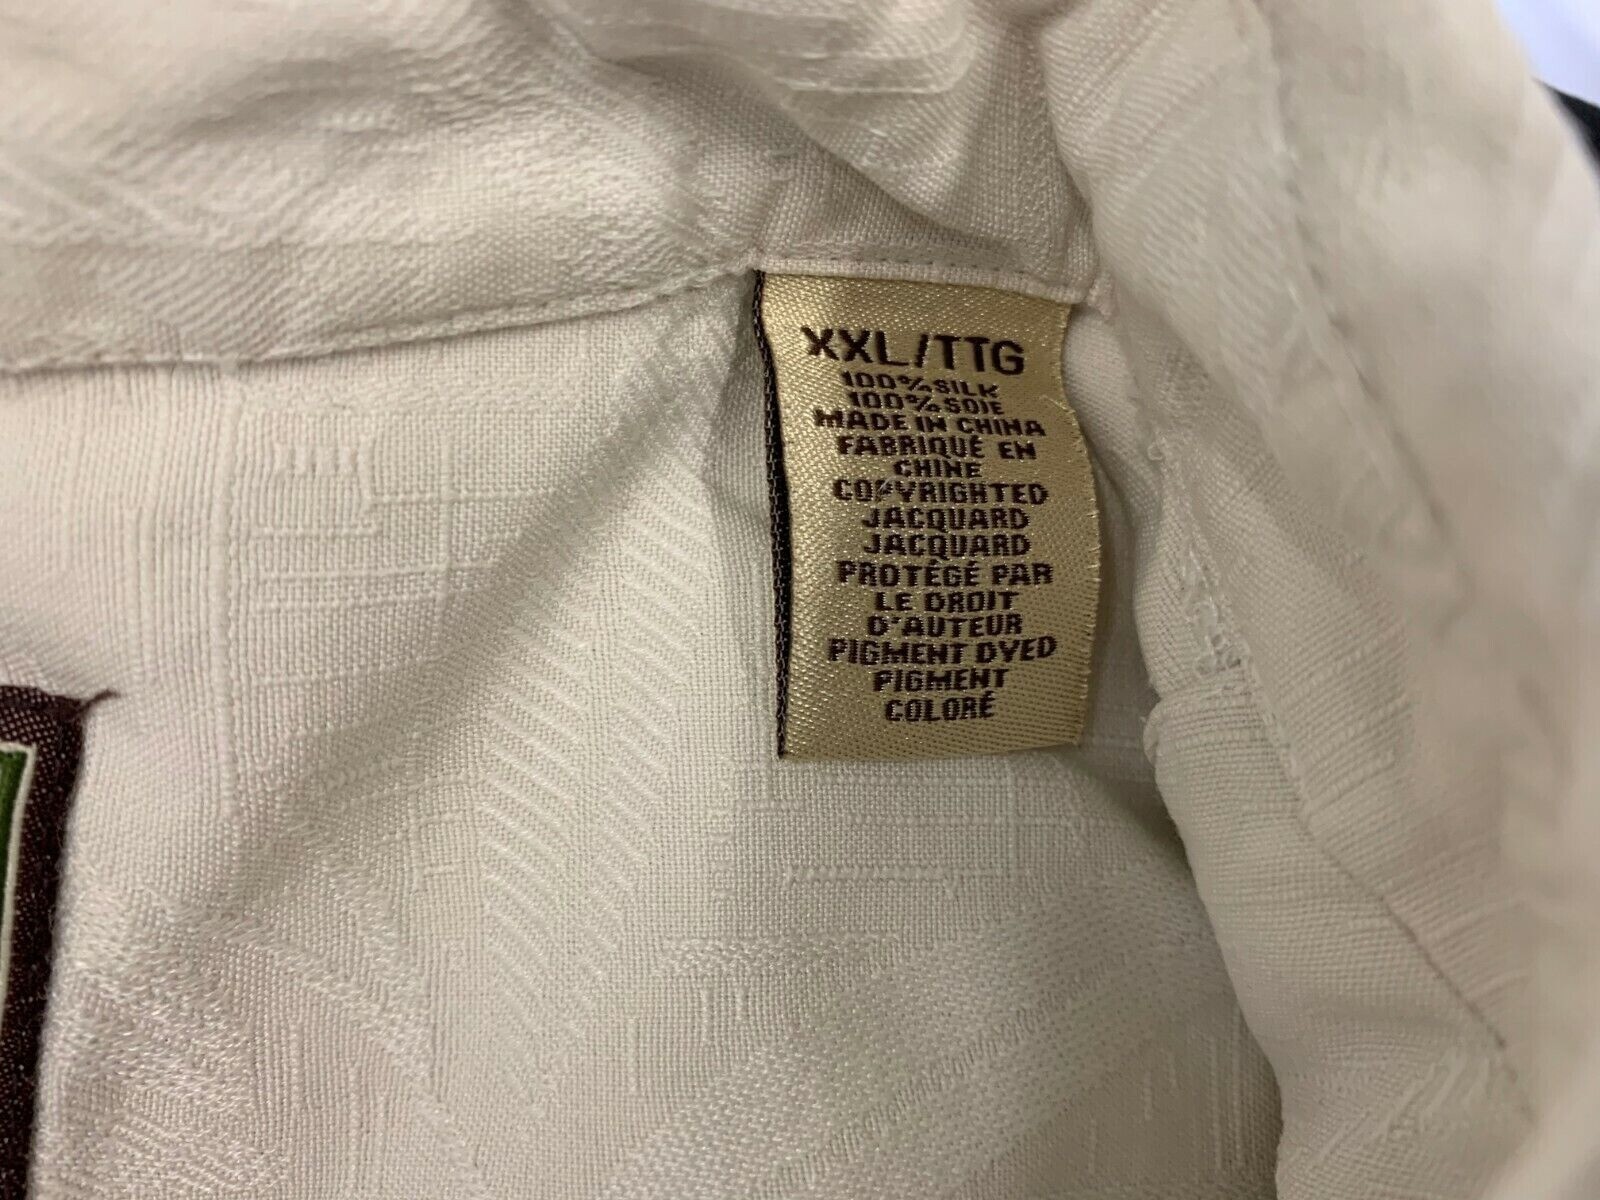 XXL/TTG
100%SILK
100%SOIE
MADE IN CHINA
FABRIQUÉ EN
CHINE
COPYRIGHTED
JACQUARD
JACQUARD
PROTÉGÉ PAR
LE DROIT
D'AUTEUR
PIGMENT DYED
PIGMENT
COLORÉ